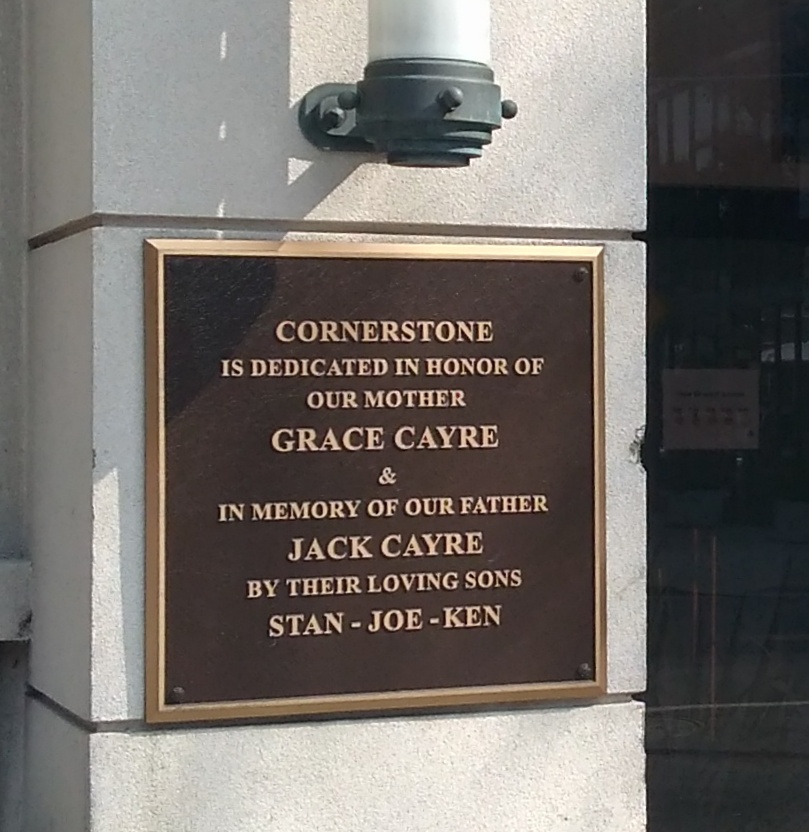 CORNERSTONE
IS DEDICATED IN HONOR OF
OUR MOTHER
GRACE CAYRE
&
IN MEMORY OF OUR FATHER
JACK CAYRE
BY THEIR LOVING SONS
STAN - JOE - KEN